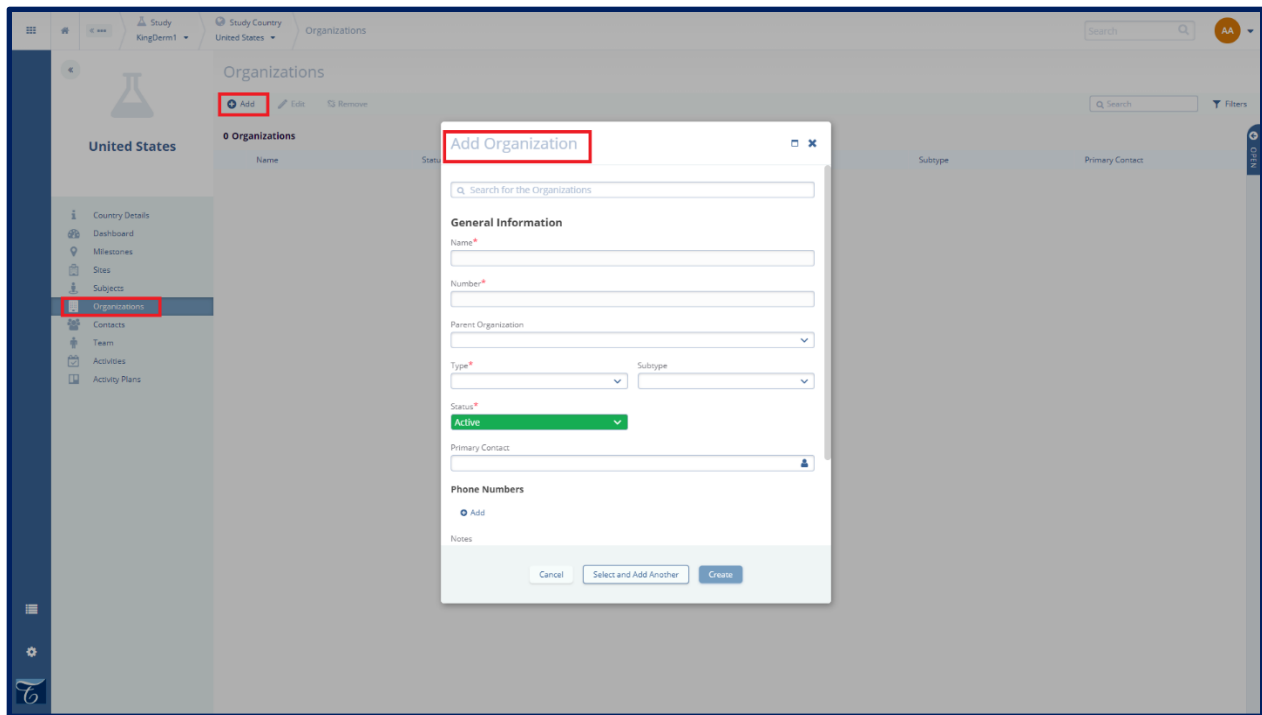 Study
KingDerm1
Study Country
United States
Organizations
Search
AA
United States
Country Details
Dashboard
Milestones
Sites
Subjects
Organizations
Contacts
Team
Activities
Activity Plans
Organizations
Add Edit Remove
Search
Filters
0 Organizations
Name
Subtype
Primary Contact
OPEN
Add Organization
Search for the Organizations
General Information
Name*
Number*
Parent Organization
Type* Subtype
Status*
Active
Primary Contact
Phone Numbers
Add
Notes
Cancel Select and Add Another Create